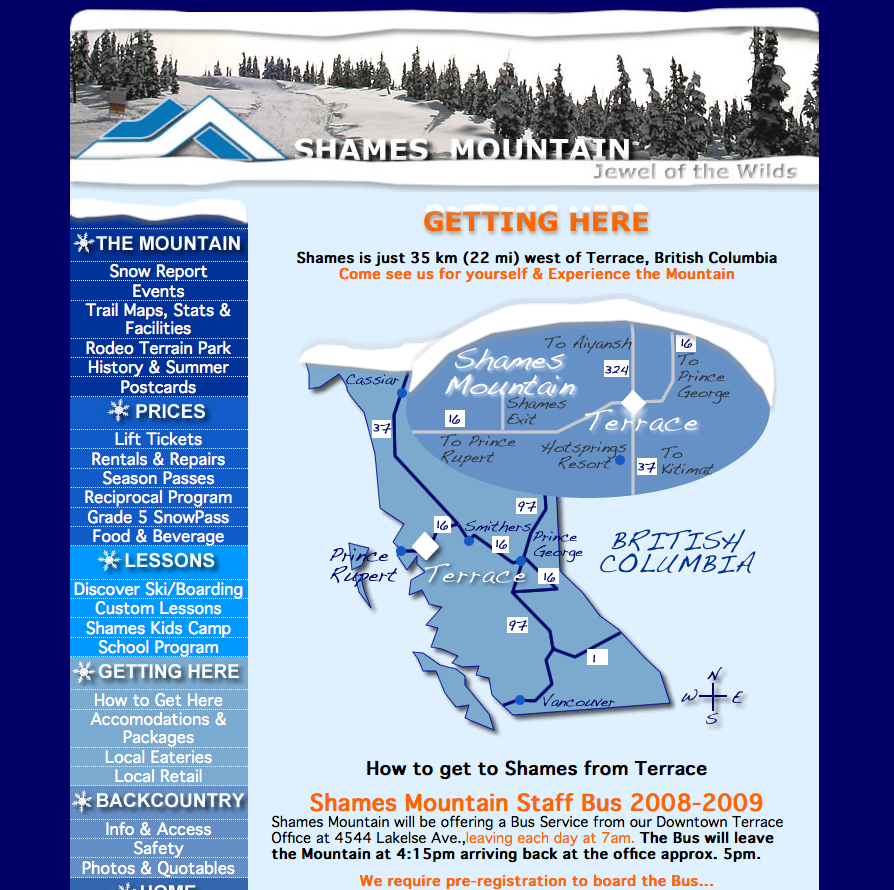 SHAMES MOUNTAIN
Jewel of the Wilds
THE MOUNTAIN
Snow Report
Events
Trail Maps, Stats &
Facilities
Rodeo Terrain Park
History & Summer
Postcards
PRICES
Lift Tickets
Rentals & Repairs
Season Passes
Reciprocal Program
Grade 5 SnowPass
Food & Beverage
LESSONS
Discover Ski/Boarding
Custom Lessons
Shames Kids Camp
School Program
GETTING HERE
How to Get Here
Accomodations &
Packages
Local Eateries
Local Retail
BACKCOUNTRY
Info & Access
Safety
Photos & Quotables
HOME
GETTING HERE
Shames is just 35 km (22 mi) west of Terrace, British Columbia
Come see us for yourself & Experience the Mountain
To Aiyansh
16
324
To
Prince
George
Shames
Mountain
Shames
Exit
16
Terrace
To Prince
Rupert
Hotsprings
Resort
37
To
Kitimat
Cassiar
37
97
16
Smithers
16
Prince
George
Prince
Rupert
Terrace
16
BRITISH
COLUMBIA
97
1
Vancouver
N
W E
S
How to get to Shames from Terrace
Shames Mountain Staff Bus 2008-2009
Shames Mountain will be offering a Bus Service from our Downtown Terrace
Office at 4544 Lakelse Ave.,leaving each day at 7am. The Bus will leave
the Mountain at 4:15pm arriving back at the office approx. 5pm.
We require pre-registration to board the Bus...